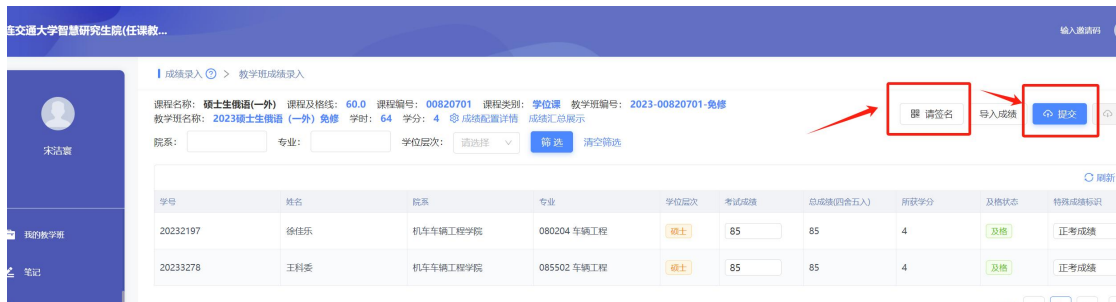 连交通大学智慧研究生院(任课教...
输入邀请码
成绩录入 > 教学班成绩录入
课程名称: 硕士生俄语(一外) 课程及格线: 60.0 课程编号: 00820701 课程类别: 学位课 教学班编号: 2023-00820701-免修
教学班名称: 2023硕士生俄语（一外）免修 学时: 64 学分: 4 成绩配置详情 成绩汇总展示
请签名 导入成绩 提交
宋洁寰
院系: 专业: 学位层次: 请选择 筛选 清空筛选
刷新
学号 姓名 院系 专业 学位层次 考试成绩 总成绩(四舍五入) 所获学分 及格状态 特殊成绩标识
我的教学班
20232197 徐佳乐 机车车辆工程学院 080204 车辆工程 硕士 85 85 4 及格 正考成绩
笔记
20233278 王科委 机车车辆工程学院 085502 车辆工程 硕士 85 85 4 及格 正考成绩